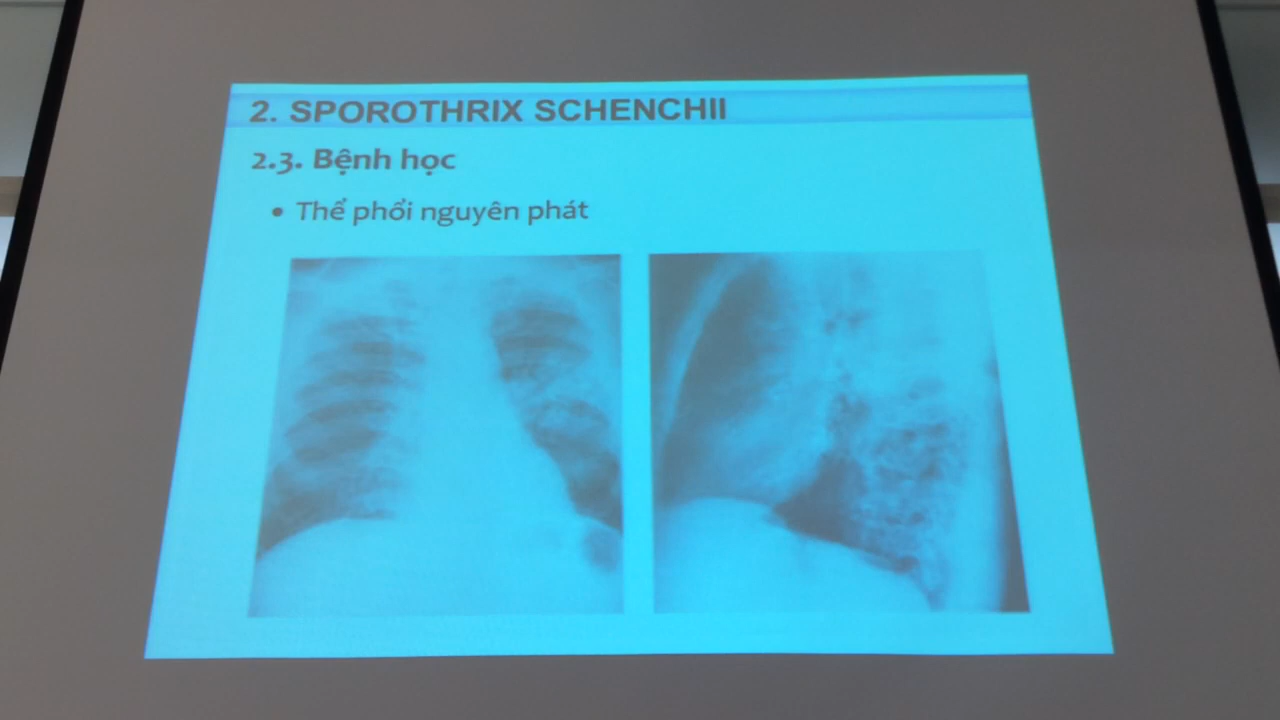 2. SPOROTHRIX SCHENCHII
2.3. Bệnh học
• Thể phổi nguyên phát